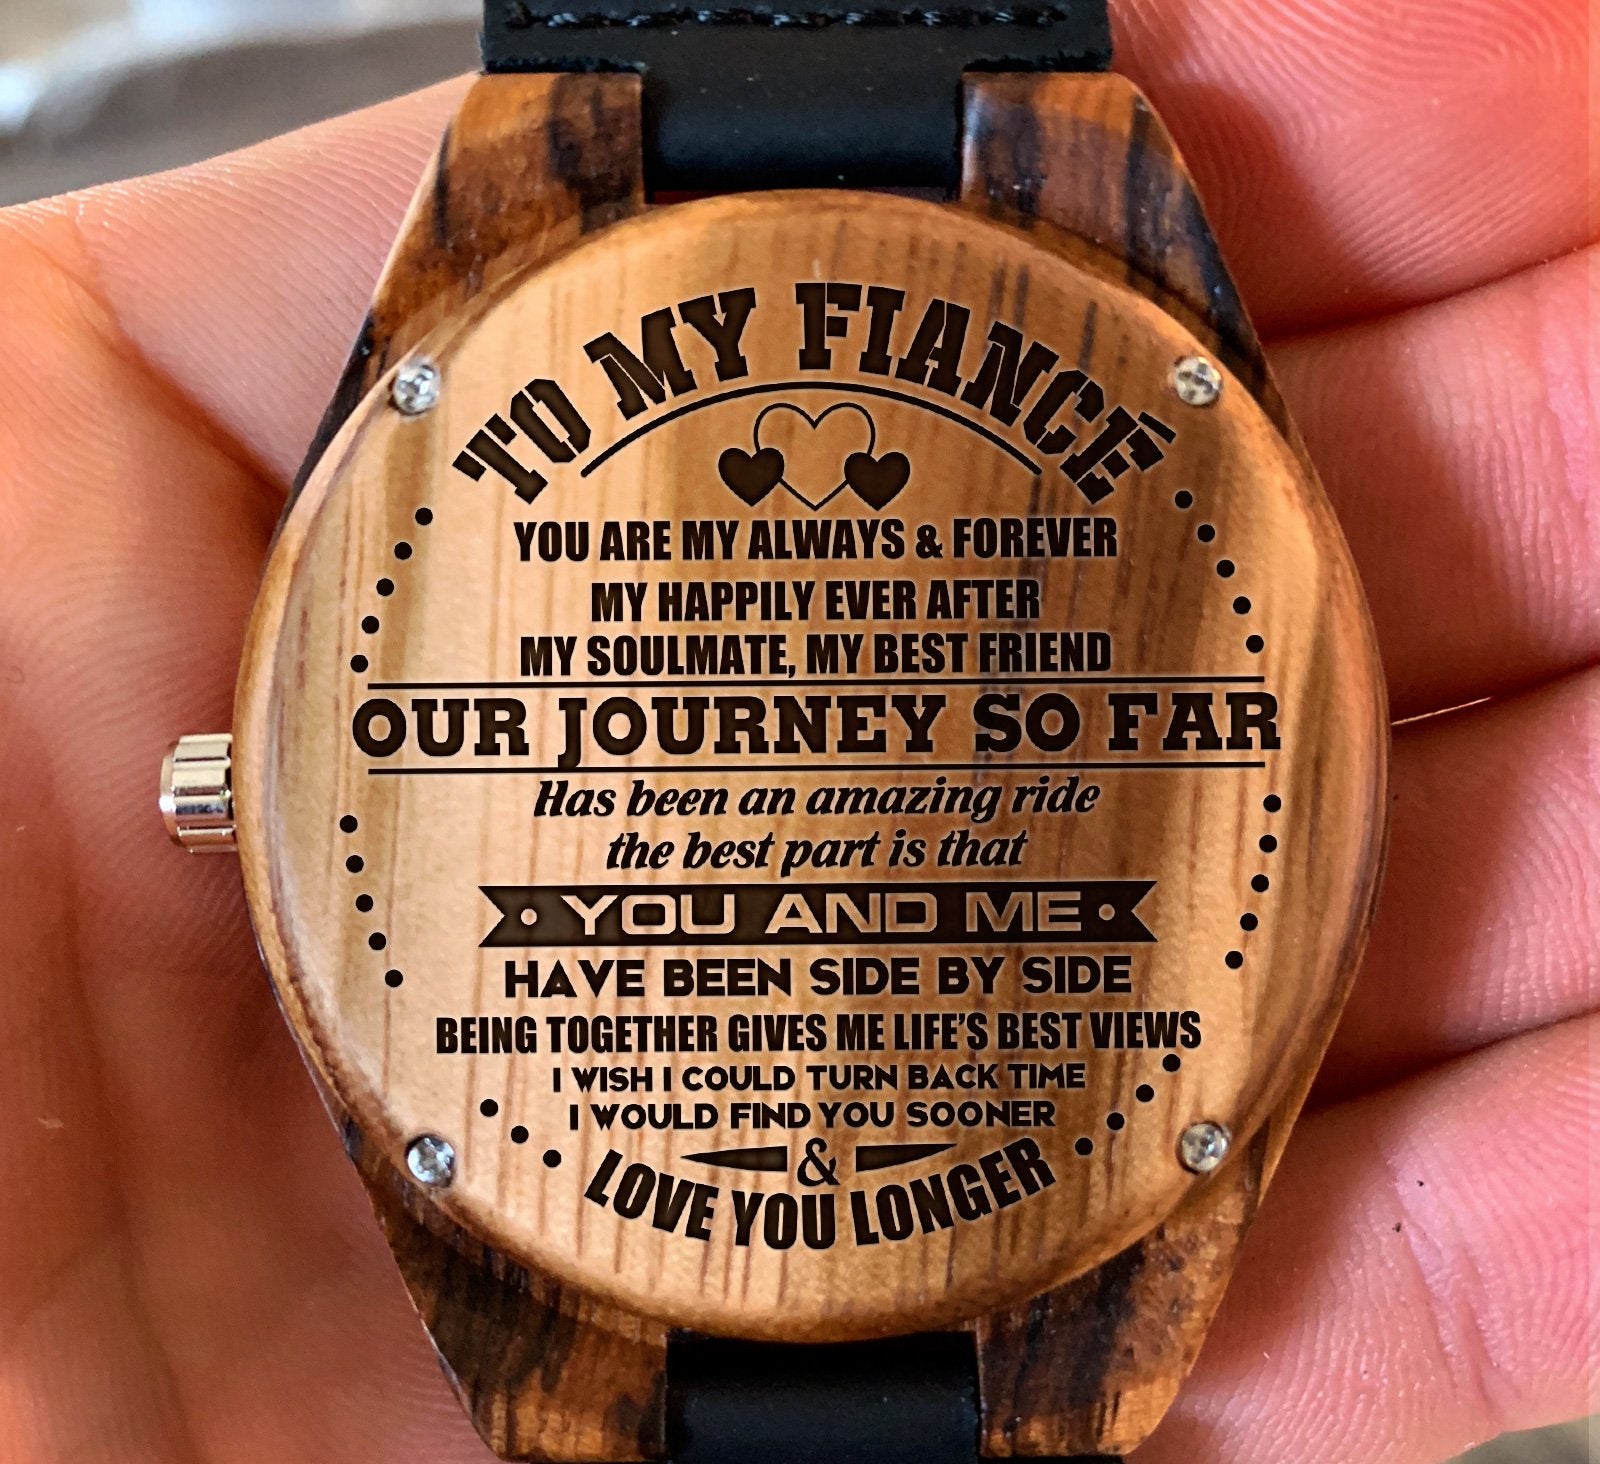 TO MY FIANCÉ
YOU ARE MY ALWAYS & FOREVER
MY HAPPILY EVER AFTER
MY SOULMATE, MY BEST FRIEND
OUR JOURNEY SO FAR
Has been an amazing ride
the best part is that
YOU AND ME
HAVE BEEN SIDE BY SIDE
BEING TOGETHER GIVES ME LIFE'S BEST VIEWS
I WISH I COULD TURN BACK TIME
I WOULD FIND YOU SOONER
&
LOVE YOU LONGER